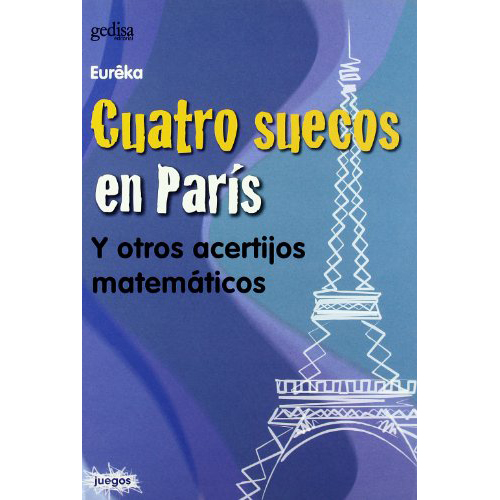 gedisa
editorial
Eurêka
Cuatro suecos
en París
Y otros acertijos
matemáticos
juegos